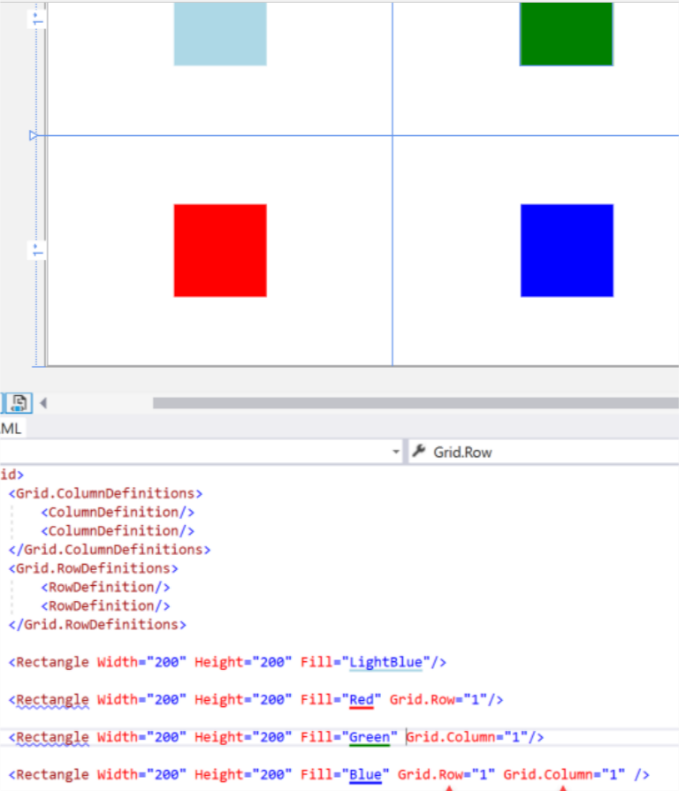 1*
1*
.ML
Grid.Row
id>
<Grid.ColumnDefinitions>
<ColumnDefinition/>
<ColumnDefinition/>
</Grid.ColumnDefinitions>
<Grid.RowDefinitions>
<RowDefinition/>
<RowDefinition/>
</Grid.RowDefinitions>
<Rectangle Width="200" Height="200" Fill="LightBlue"/>
<Rectangle Width="200" Height="200" Fill="Red" Grid.Row="1"/>
<Rectangle Width="200" Height="200" Fill="Green" Grid.Column="1"/>
<Rectangle Width="200" Height="200" Fill="Blue" Grid.Row="1" Grid.Column="1" />